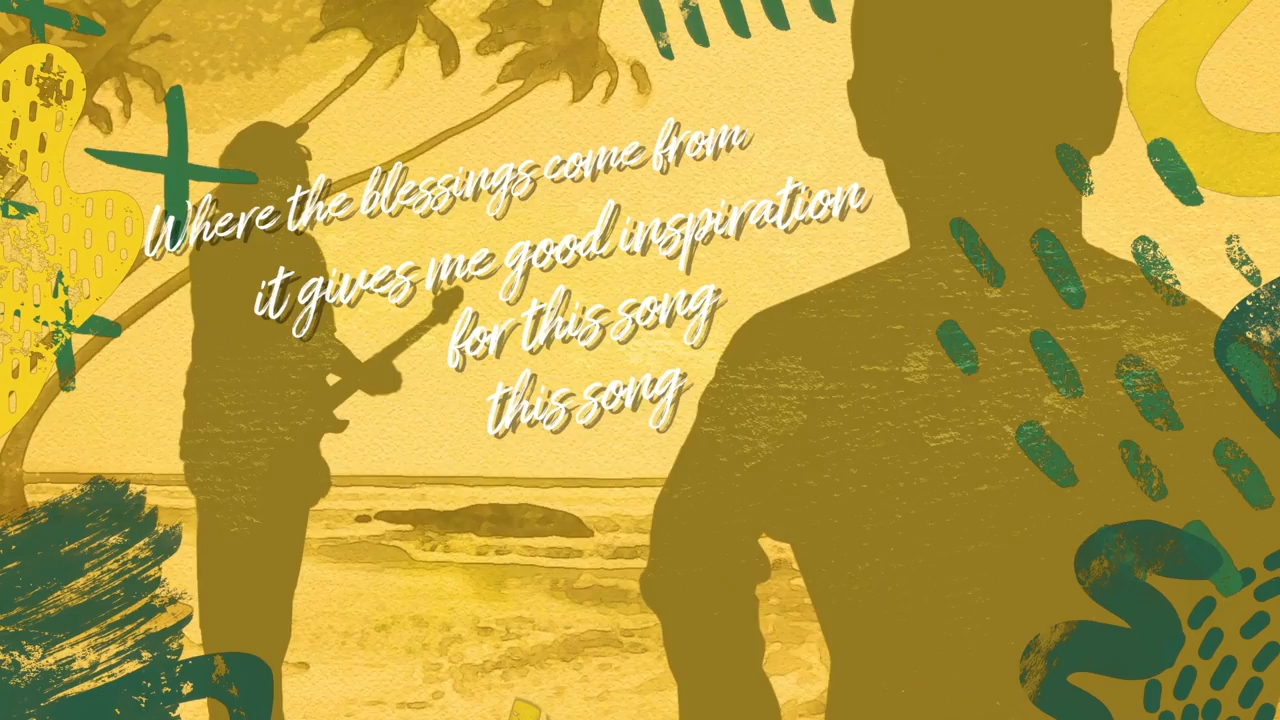 Where the blessings come from
it gives me good inspiration
for this song
this song